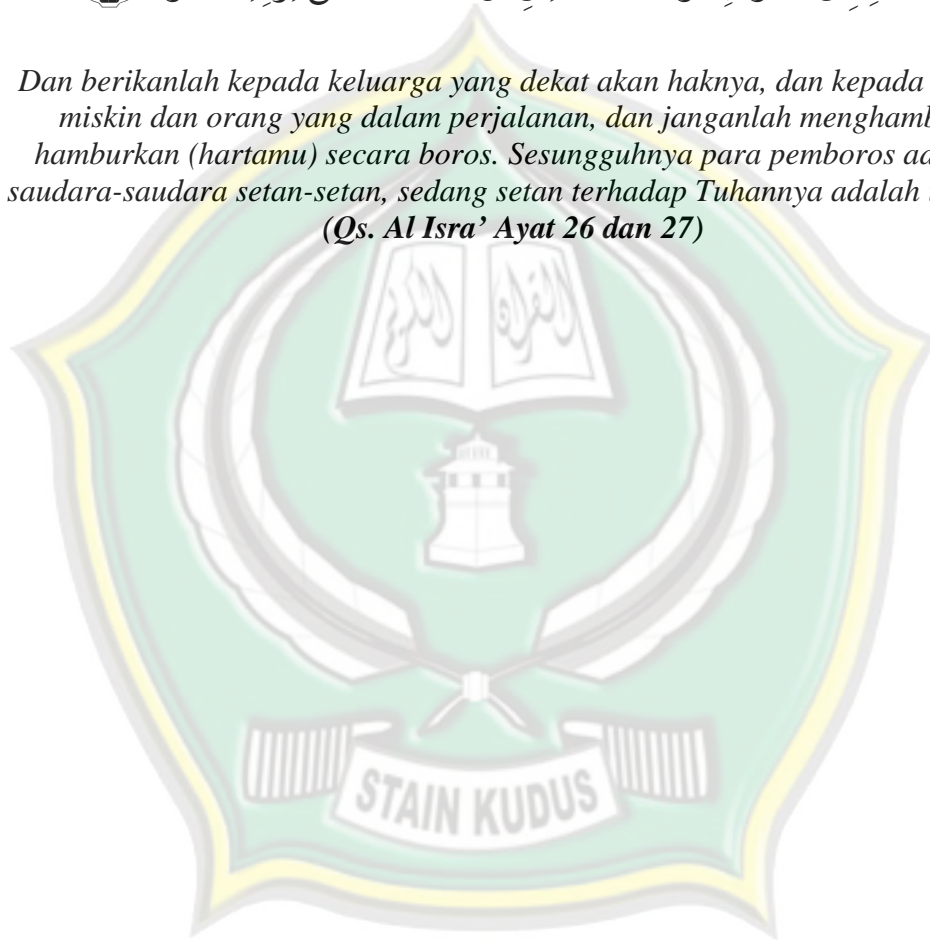 Dan berikanlah kepada keluarga yang dekat akan haknya, dan kepada
miskin dan orang yang dalam perjalanan, dan janganlah
hamburkan (hartamu) secara boros. Sesungguhnya para pemboros
saudara-saudara setan-setan, sedang setan terhadap Tuhannya adalah
(Qs. Al Isra’ Ayat 26 dan 27)
STAIN KUDUS